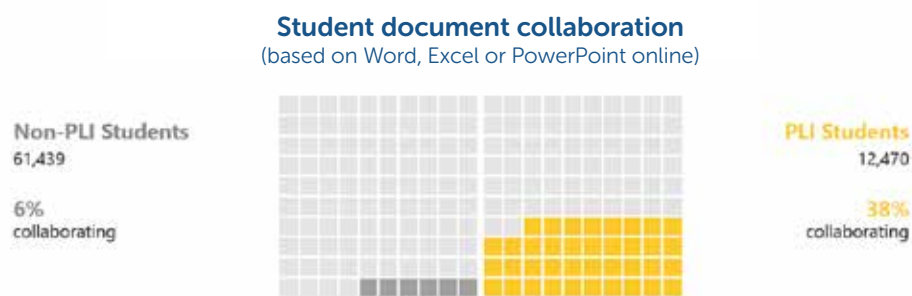 Student document collaboration
(based on Word, Excel or PowerPoint online)
Non-PLI Students
61,439
6%
collaborating
PLI Students
12,470
38%
collaborating